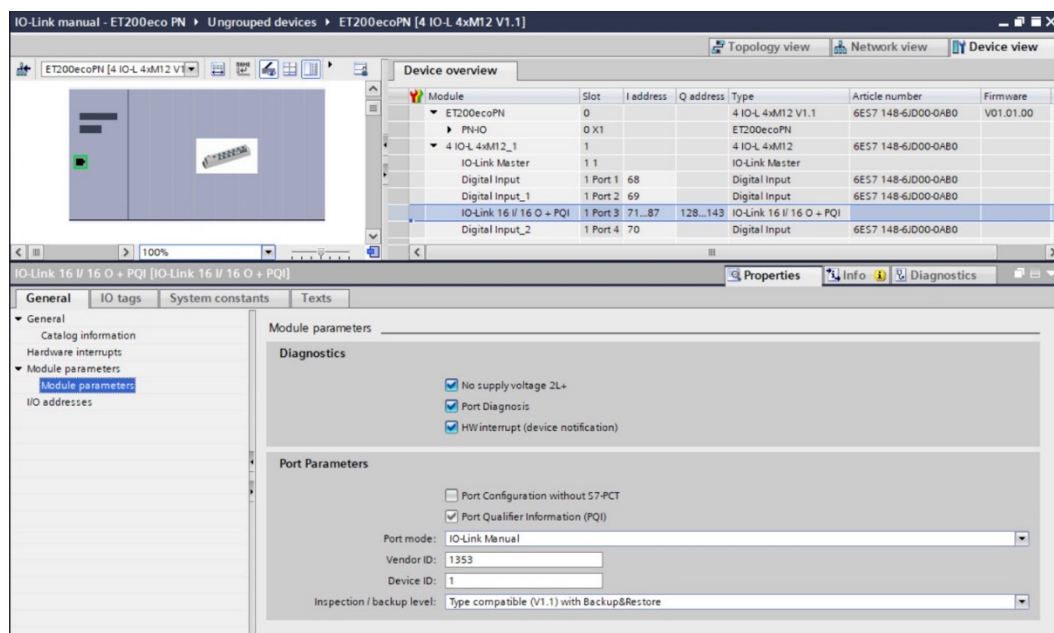 IO-Link manual - ET200eco PN ▸ Ungrouped devices ▸ ET200ecoPN [4 IO-L 4xM12 V1.1]
Topology view Network view Device view
ET200ecoPN [4 IO-L 4xM12 V1
Device overview
Module Slot I address Q address Type Article number Firmware
ET200ecoPN 0 4 IO-L 4xM12 V1.1 6ES7 148-6JD00-0AB0 V01.01.00
PN-IO 0 X1 ET200ecoPN
4 IO-L 4xM12_1 1 4 IO-L 4xM12 6ES7 148-6JD00-0AB0
IO-Link Master 1 1 IO-Link Master
Digital Input 1 Port 1 68 Digital Input 6ES7 148-6JD00-0AB0
Digital Input_1 1 Port 2 69 Digital Input 6ES7 148-6JD00-0AB0
IO-Link 16 I/ 16 O + PQI 1 Port 3 71...87 128...143 IO-Link 16 I/ 16 O + PQI
Digital Input_2 1 Port 4 70 Digital Input 6ES7 148-6JD00-0AB0
100%
IO-Link 16 I/ 16 O + PQI [IO-Link 16 I/ 16 O + PQI]
Properties Info Diagnostics
General IO tags System constants Texts
General
Catalog information
Hardware interrupts
Module parameters
Module parameters
I/O addresses
Module parameters
Diagnostics
No supply voltage 2L+
Port Diagnosis
HW interrupt (device notification)
Port Parameters
Port Configuration without S7-PCT
Port Qualifier Information (PQI)
Port mode: IO-Link Manual
Vendor ID: 1353
Device ID: 1
Inspection / backup level: Type compatible (V1.1) with Backup&Restore